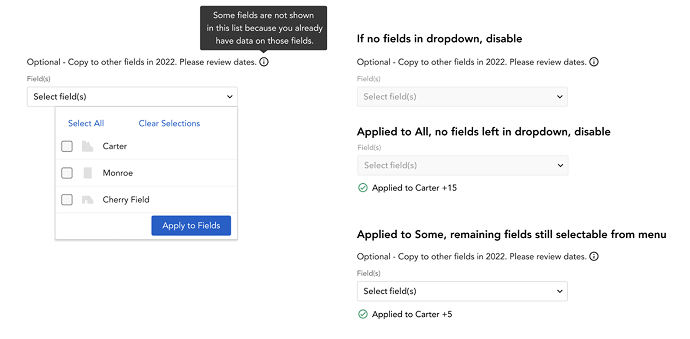 Some fields are not shown
in this list because you already
have data on those fields.
Optional - Copy to other fields in 2022. Please review dates.
Field(s)
Select field(s)
Select All Clear Selections
Carter
Monroe
Cherry Field
Apply to Fields
If no fields in dropdown, disable
Optional - Copy to other fields in 2022. Please review dates.
Field(s)
Select field(s)
Applied to All, no fields left in dropdown, disable
Field(s)
Select field(s)
Applied to Carter +15
Applied to Some, remaining fields still selectable from menu
Optional - Copy to other fields in 2022. Please review dates.
Field(s)
Select field(s)
Applied to Carter +5